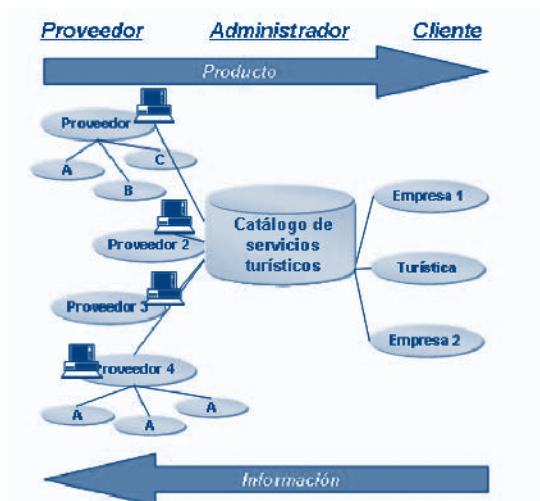 Proveedor Administrador Cliente
Producto
Proveedor
A
B
C
Proveedor 2
Proveedor 3
Proveedor 4
A
A
A
Catálogo de
servicios
turísticos
Empresa 1
Turística
Empresa 2
Información